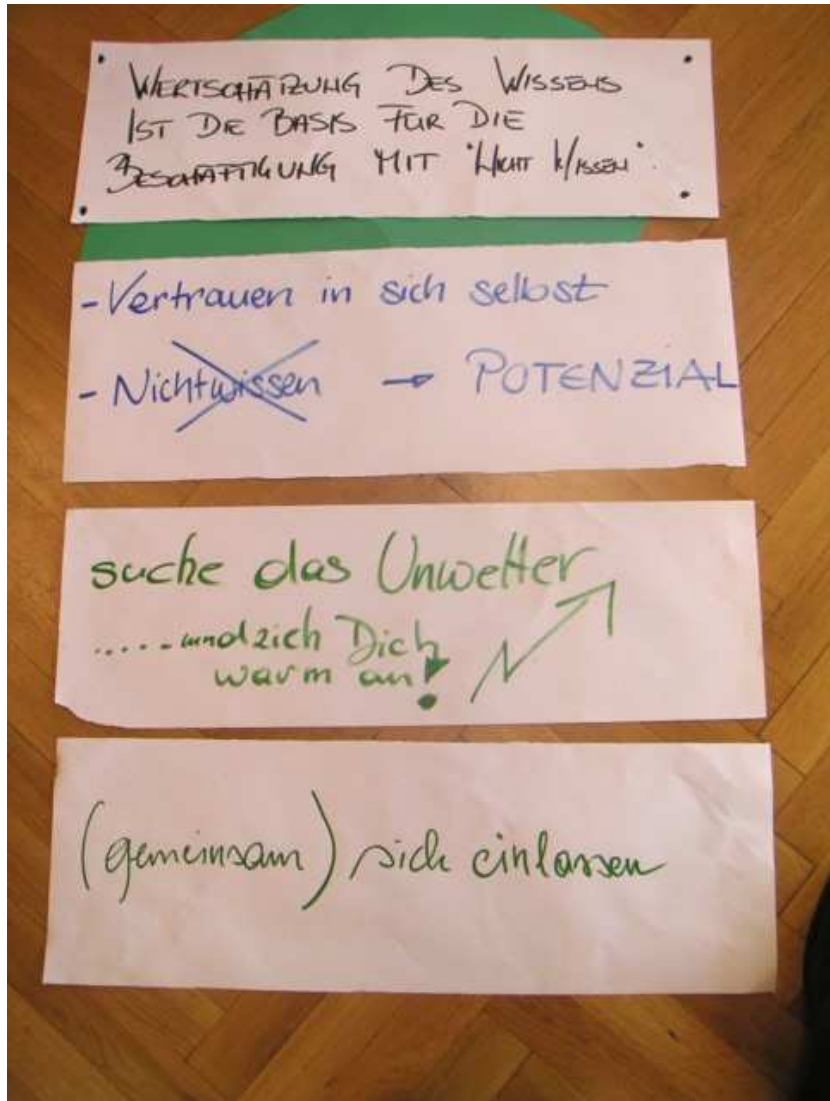 WERTSCHÄTZUNG DES WISSENS
IST DIE BASIS FÜR DIE
BESCHÄFTIGUNG MIT "NICHT WISSEN".
- Vertrauen in sich selbst
- Nichtwissen → POTENZIAL
suche das Unwetter
..... und zieh Dich
warm an!
(gemeinsam) sich einlassen